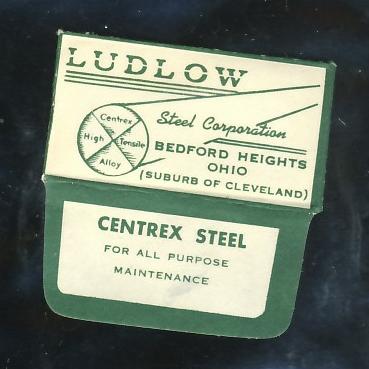 LUDLOW
Steel Corporation
Centrex
High Tensile
Alloy
BEDFORD HEIGHTS
OHIO
(SUBURB OF CLEVELAND)
CENTREX STEEL
FOR ALL PURPOSE
MAINTENANCE